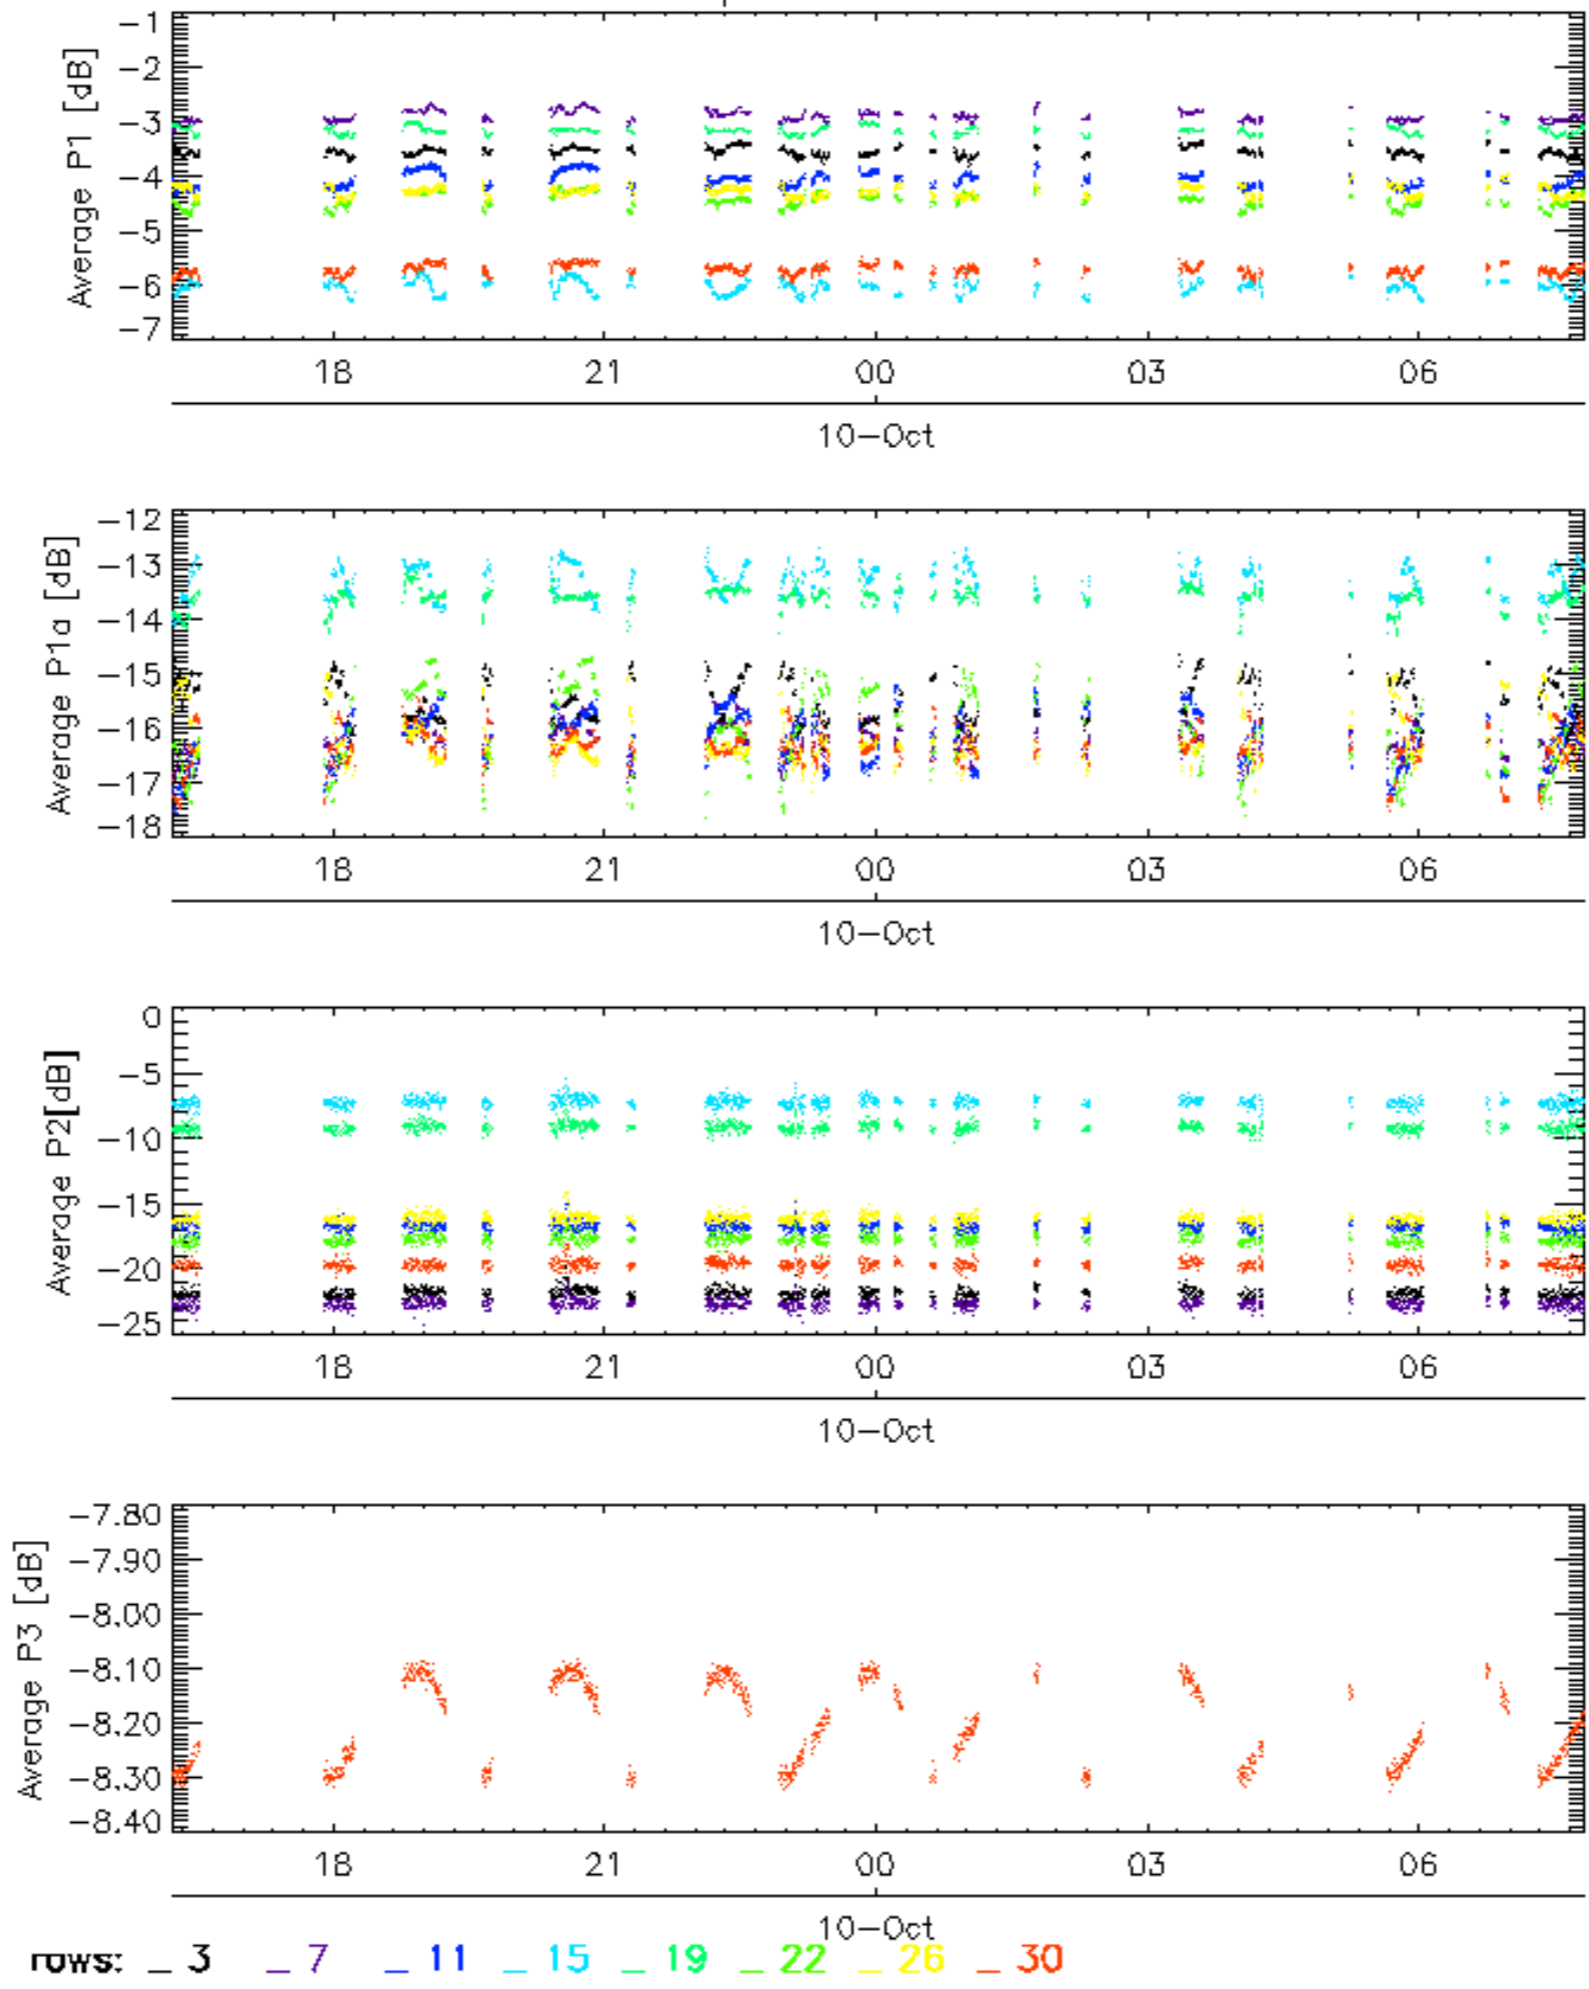 Average P1 [dB]
−1
−2
−3
−4
−5
−6
−7
18 21 00 03 06
10−Oct
Average P1a [dB]
−12
−13
−14
−15
−16
−17
−18
18 21 00 03 06
10−Oct
Average P2[dB]
0
−5
−10
−15
−20
−25
18 21 00 03 06
10−Oct
Average P3 [dB]
−7.80
−7.90
−8.00
−8.10
−8.20
−8.30
−8.40
18 21 00 03 06
10−Oct
rows: _ 3 _ 7 _ 11 _ 15 _ 19 _ 22 _ 26 _ 30